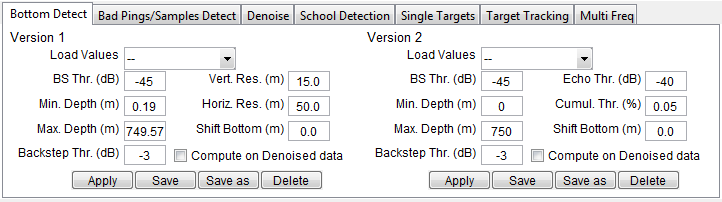 Bottom Detect Bad Pings/Samples Detect Denoise School Detection Single Targets Target Tracking Multi Freq
Version 1
Load Values --
BS Thr. (dB) -45 Vert. Res. (m) 15.0
Min. Depth (m) 0.19 Horiz. Res. (m) 50.0
Max. Depth (m) 749.57 Shift Bottom (m) 0.0
Backstep Thr. (dB) -3 Compute on Denoised data
Apply Save Save as Delete
Version 2
Load Values --
BS Thr. (dB) -45 Echo Thr. (dB) -40
Min. Depth (m) 0 Cumul. Thr. (%) 0.05
Max. Depth (m) 750 Shift Bottom (m) 0.0
Backstep Thr. (dB) -3 Compute on Denoised data
Apply Save Save as Delete